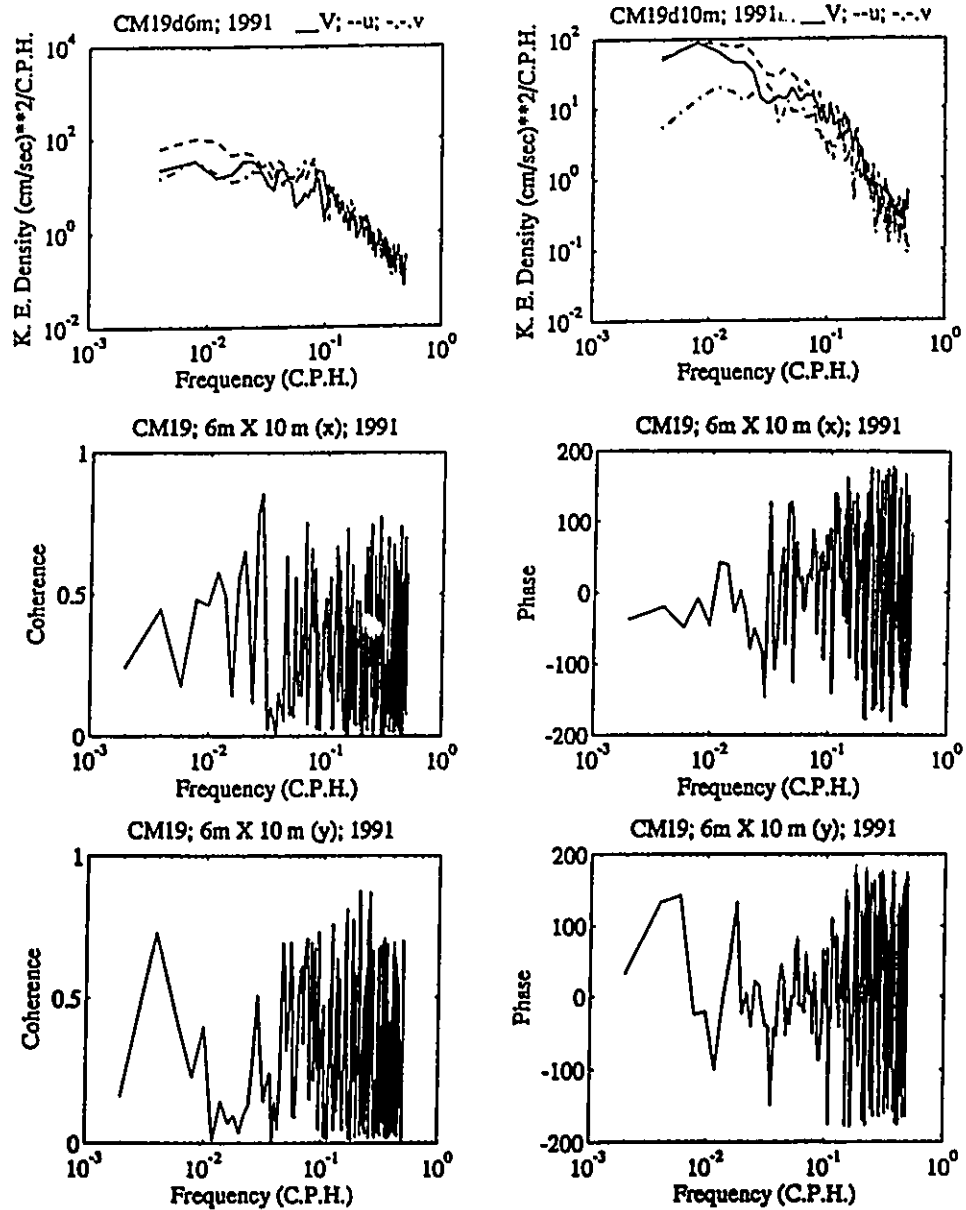 CM19d6m; 1991 __V; --u; -.-.v
10^4
10^2
10^0
10^-2
K. E. Density (cm/sec)**2/C.P.H.
10^-3 10^-2 10^-1 10^0
Frequency (C.P.H.)
CM19d10m; 1991... __V; --u; -.-.v
10^2
10^1
10^0
10^-1
10^-2
K. E. Density (cm/sec)**2/C.P.H.
10^-3 10^-2 10^-1 10^0
Frequency (C.P.H.)
CM19; 6m X 10 m (x); 1991
1
0.5
0
Coherence
10^-3 10^-2 10^-1 10^0
Frequency (C.P.H.)
CM19; 6m X 10 m (x); 1991
200
100
0
-100
-200
Phase
10^-3 10^-2 10^-1 10^0
Frequency (C.P.H.)
CM19; 6m X 10 m (y); 1991
1
0.5
0
Coherence
10^-3 10^-2 10^-1 10^0
Frequency (C.P.H.)
CM19; 6m X 10 m (y); 1991
200
100
0
-100
-200
Phase
10^-3 10^-2 10^-1 10^0
Frequency (C.P.H.)